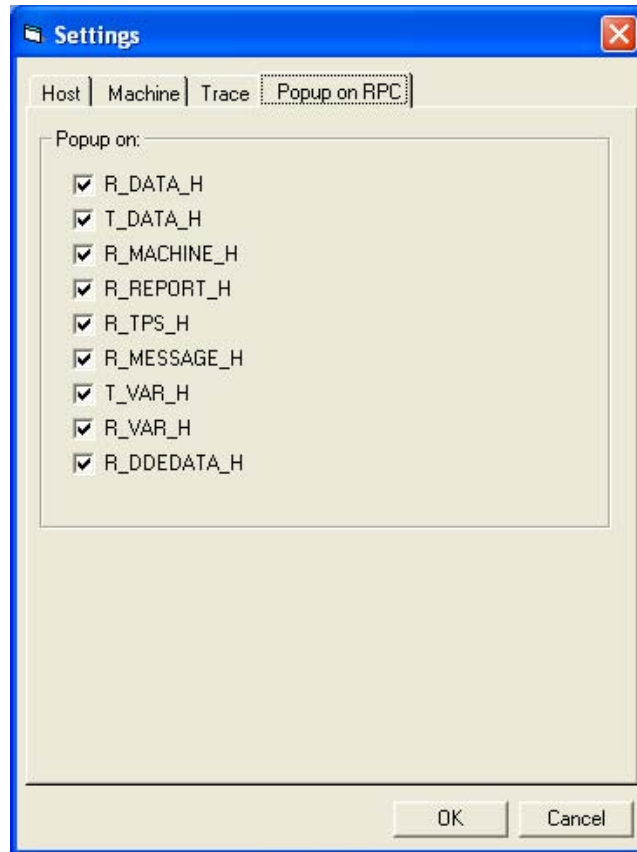 Settings
Host Machine Trace Popup on RPC
Popup on:
R_DATA_H
T_DATA_H
R_MACHINE_H
R_REPORT_H
R_TPS_H
R_MESSAGE_H
T_VAR_H
R_VAR_H
R_DDEDATA_H
OK Cancel